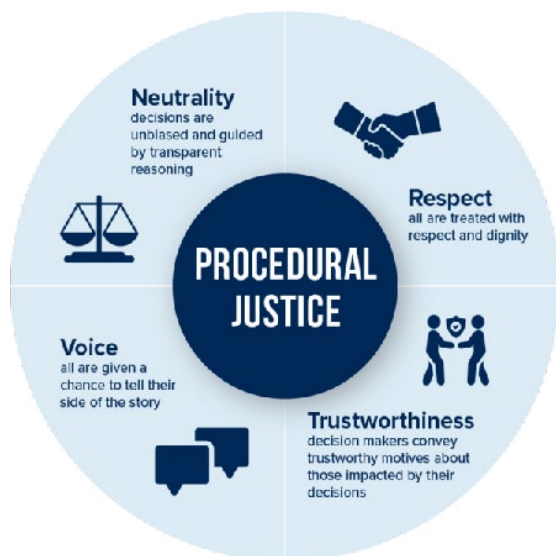 Neutrality
decisions are
unbiased and guided
by transparent
reasoning
Respect
all are treated with
respect and dignity
PROCEDURAL
JUSTICE
Voice
all are given a
chance to tell their
side of the story
Trustworthiness
decision makers convey
trustworthy motives about
those impacted by their
decisions